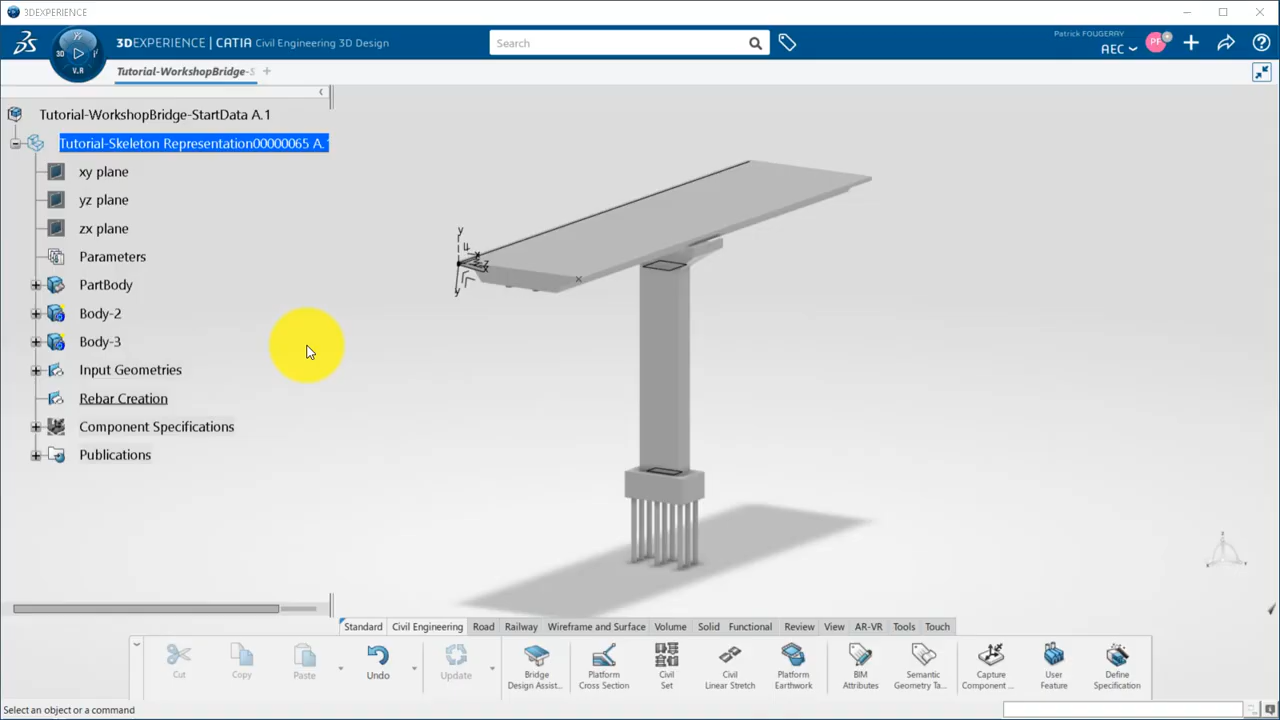 3DEXPERIENCE
3DEXPERIENCE | CATIA Civil Engineering 3D Design
Search
Patrick FOUGERAY
AEC
PF
3D
V.R
Tutorial-WorkshopBridge-S
Tutorial-WorkshopBridge-StartData A.1
Tutorial-Skeleton Representation00000065 A.1
xy plane
yz plane
zx plane
Parameters
PartBody
Body-2
Body-3
Input Geometries
Rebar Creation
Component Specifications
Publications
Standard
Civil Engineering
Road
Railway
Wireframe and Surface
Volume
Solid
Functional
Review
View
AR-VR
Tools
Touch
Cut
Copy
Paste
Undo
Update
Bridge
Design Assist...
Platform
Cross Section
Civil
Set
Civil
Linear Stretch
Platform
Earthwork
BIM
Attributes
Semantic
Geometry Ta...
Capture
Component ...
User
Feature
Define
Specification
Select an object or a command